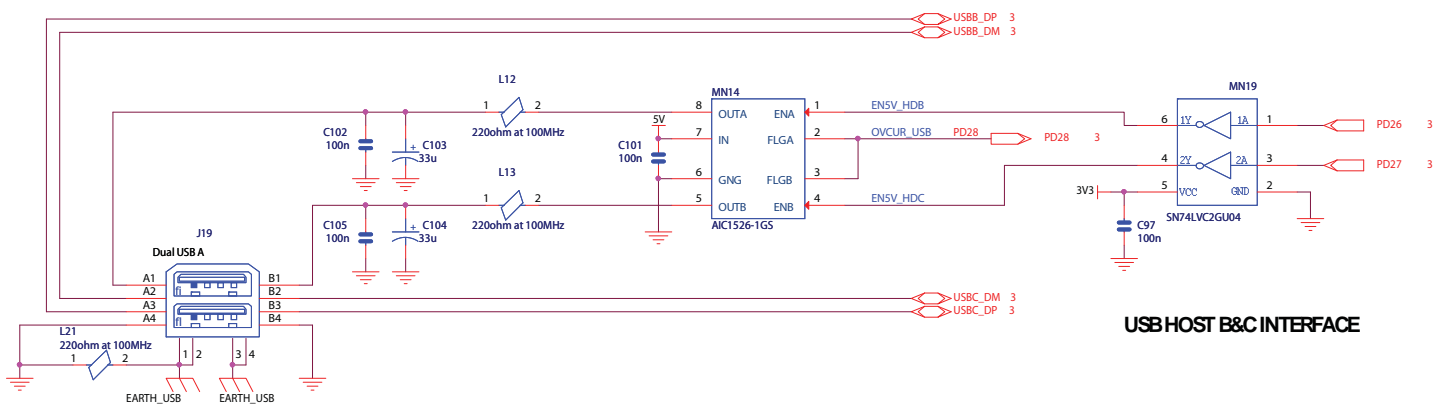 USBB_DP 3
USBB_DM 3
L12
1 2
220ohm at 100MHz
C102
100n
C103
+
33u
MN14
8 OUTA ENA 1
7 IN FLGA 2
6 GNG FLGB 3
5 OUTB ENB 4
AIC1526-1GS
5V
C101
100n
EN5V_HDB
OVCUR_USB PD28
PD28 3
EN5V_HDC
MN19
6 1Y 1A 1
4 2Y 2A 3
5 VCC GND 2
SN74LVC2GU04
PD26 3
PD27 3
3V3
C97
100n
L13
1 2
220ohm at 100MHz
C105
100n
C104
+
33u
J19
Dual USB A
A1 B1
A2 B2
A3 B3
A4 B4
1 2 3 4
USBC_DM 3
USBC_DP 3
L21
220ohm at 100MHz
1 2
EARTH_USB EARTH_USB
USB HOST B&C INTERFACE